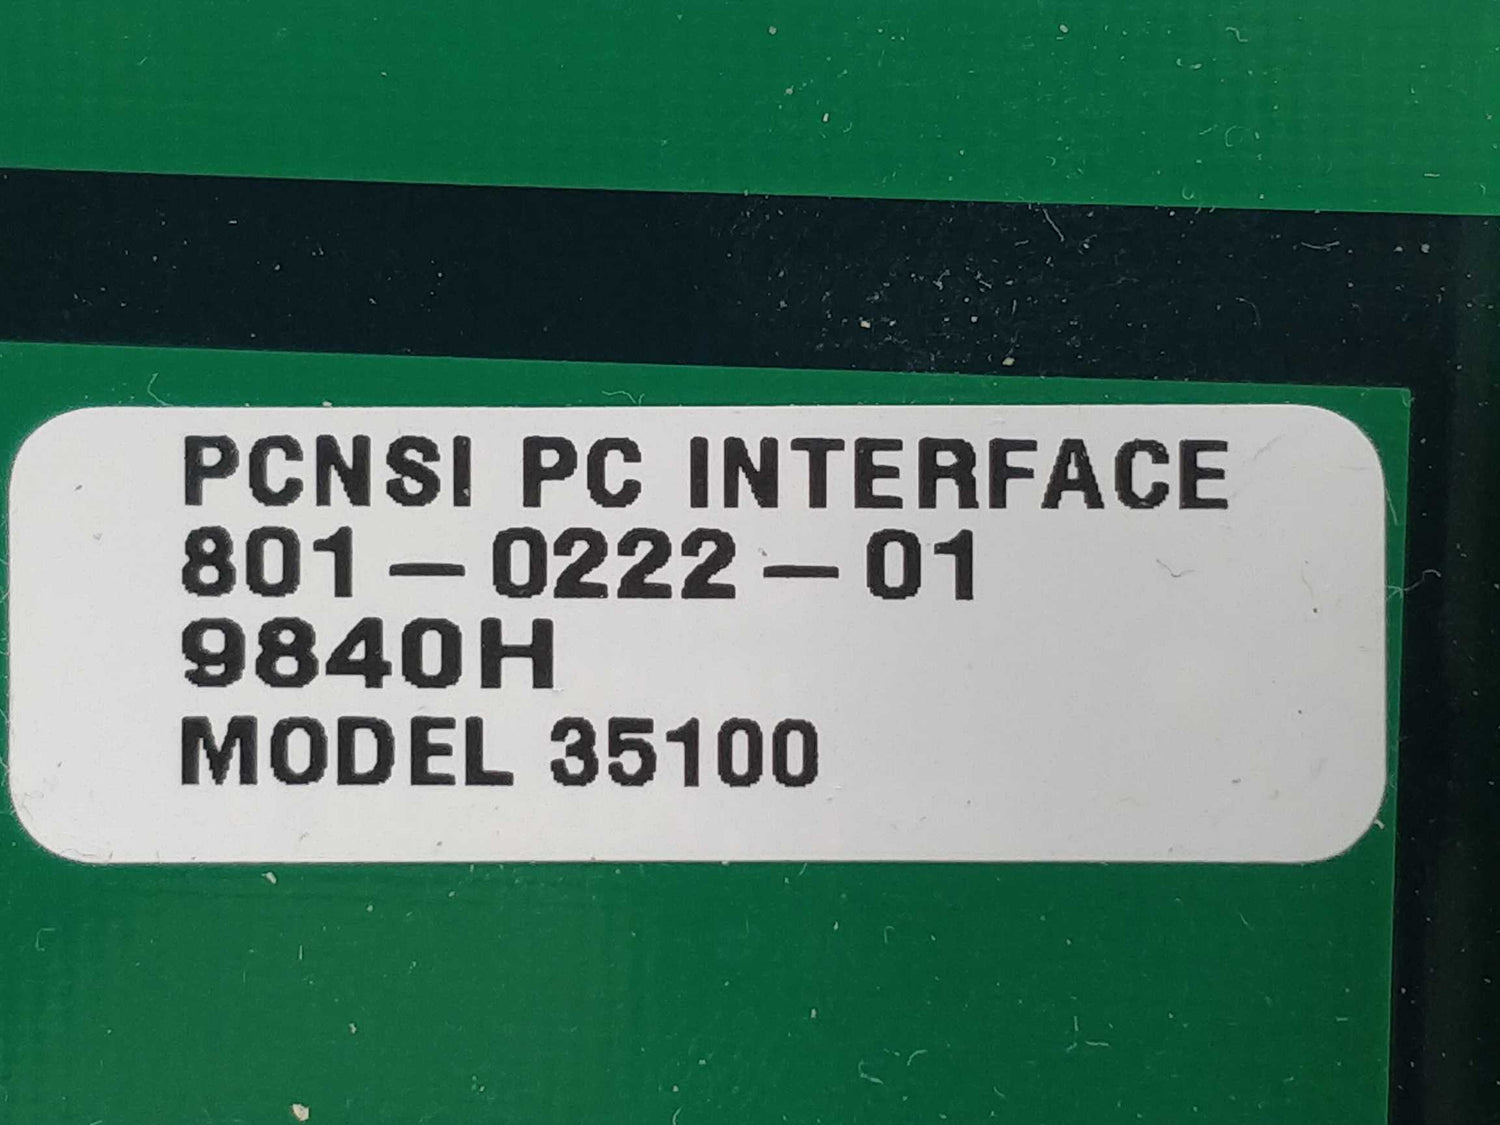 PCNSI PC INTERFACE
801-0222-01
9840H
MODEL 35100